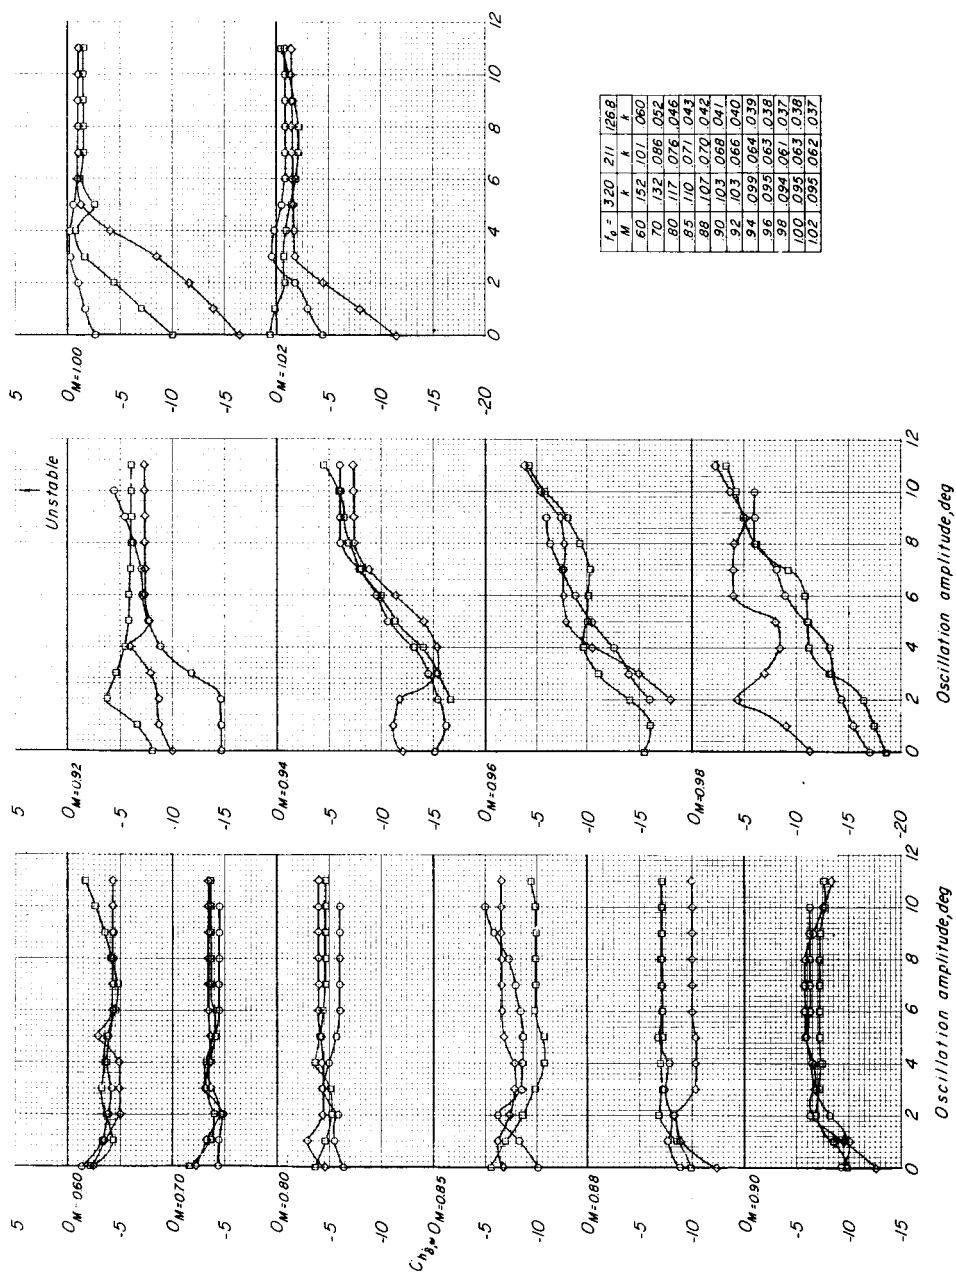 5
0 M=1.00
-5
-10
-15
0 M=1.02
-5
-10
-15
-20
0 2 4 6 8 10 12
f₀ = 320 211 126.8
M k k k
.60 .152 .101 .060
.70 .132 .086 .052
.80 .117 .076 .046
.85 .110 .071 .043
.88 .107 .070 .042
.90 .103 .068 .041
.92 .103 .066 .040
.94 .099 .064 .039
.96 .095 .063 .038
.98 .094 .061 .037
1.00 .095 .063 .038
1.02 .095 .062 .037
Unstable
5
0 M=0.92
-5
-10
-15
0 M=0.94
-5
-10
-15
0 M=0.96
-5
-10
-15
0 M=0.98
-5
-10
-15
-20
0 2 4 6 8 10 12
Oscillation amplitude, deg
5
0 M=0.60
-5
0 M=0.70
-5
-10
0 M=0.80
-5
-10
0 M=0.85
-5
-10
0 M=0.88
-5
-10
0 M=0.90
-5
-10
-15
0 2 4 6 8 10 12
Oscillation amplitude, deg